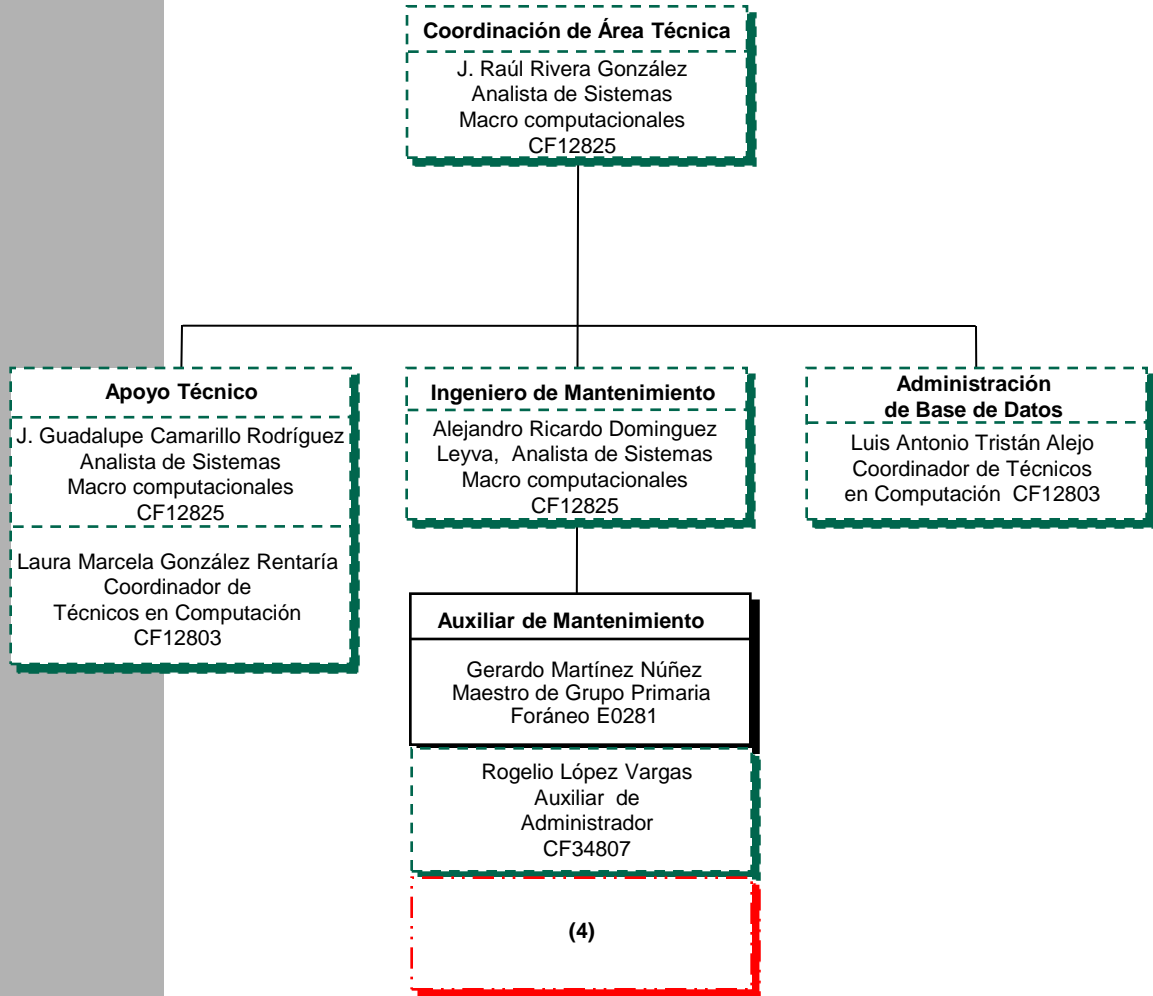 Coordinación de Área Técnica
J. Raúl Rivera González
Analista de Sistemas
Macro computacionales
CF12825
Apoyo Técnico
J. Guadalupe Camarillo Rodríguez
Analista de Sistemas
Macro computacionales
CF12825
Laura Marcela González Rentaría
Coordinador de
Técnicos en Computación
CF12803
Ingeniero de Mantenimiento
Alejandro Ricardo Dominguez
Leyva, Analista de Sistemas
Macro computacionales
CF12825
Administración
de Base de Datos
Luis Antonio Tristán Alejo
Coordinador de Técnicos
en Computación CF12803
Auxiliar de Mantenimiento
Gerardo Martínez Núñez
Maestro de Grupo Primaria
Foráneo E0281
Rogelio López Vargas
Auxiliar de
Administrador
CF34807
(4)